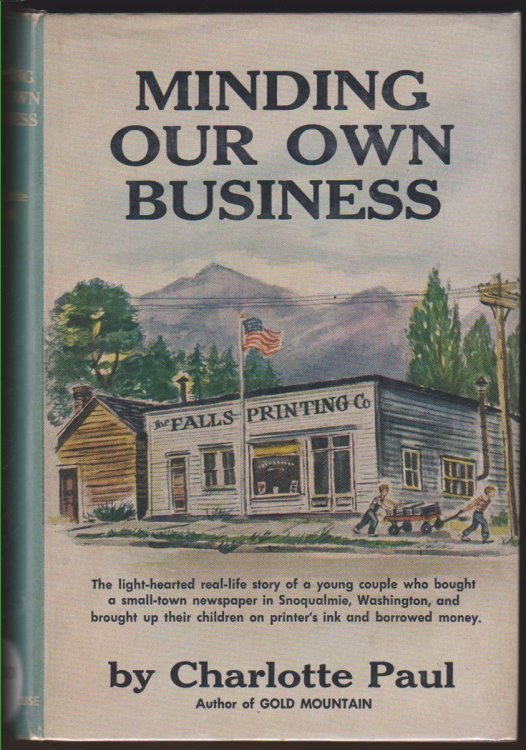 MINDING
OUR OWN
BUSINESS
The FALLS PRINTING Co
The light-hearted real-life story of a young couple who bought
a small-town newspaper in Snoqualmie, Washington, and
brought up their children on printer's ink and borrowed money.
by Charlotte Paul
Author of GOLD MOUNTAIN